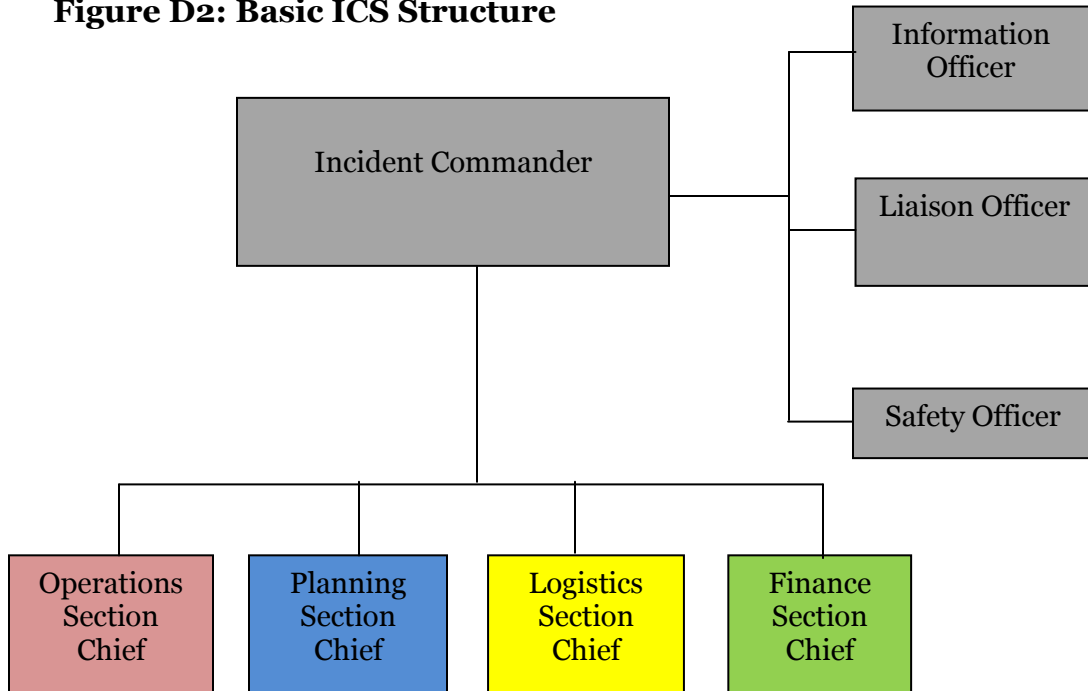 Figure D2: Basic ICS Structure
Information
Officer
Incident Commander
Liaison Officer
Safety Officer
Operations
Section
Chief
Planning
Section
Chief
Logistics
Section
Chief
Finance
Section
Chief